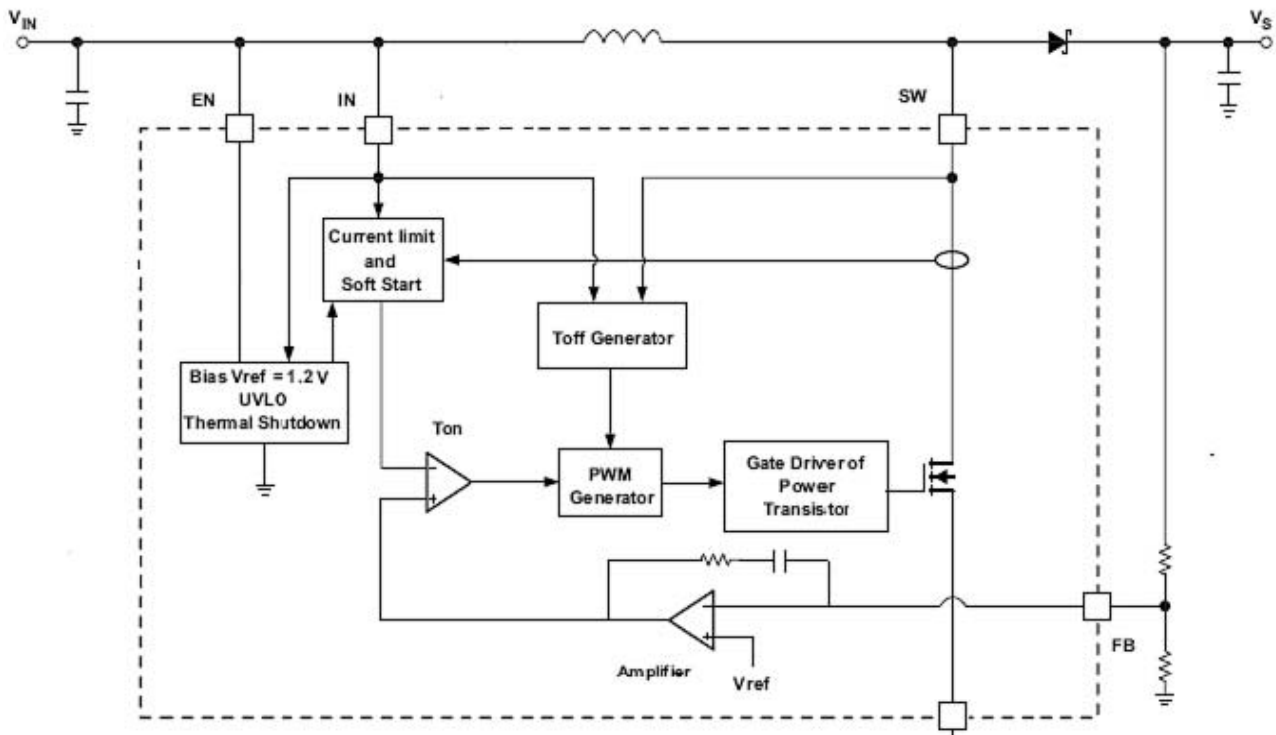 VIN
VS
EN
IN
SW
Current limit
and
Soft Start
Toff Generator
Bias Vref = 1.2 V
UVLO
Thermal Shutdown
Ton
PWM
Generator
Gate Driver of
Power
Transistor
FB
Amplifier
Vref